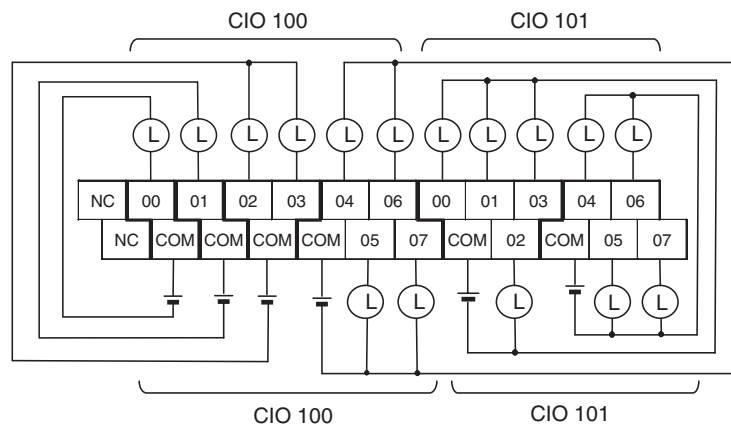 CIO 100 CIO 101
L L L L L L L L L L L
NC 00 01 02 03 04 06 00 01 03 04 06
NC COM COM COM COM 05 07 COM 02 COM 05 07
L L L L L
CIO 100 CIO 101